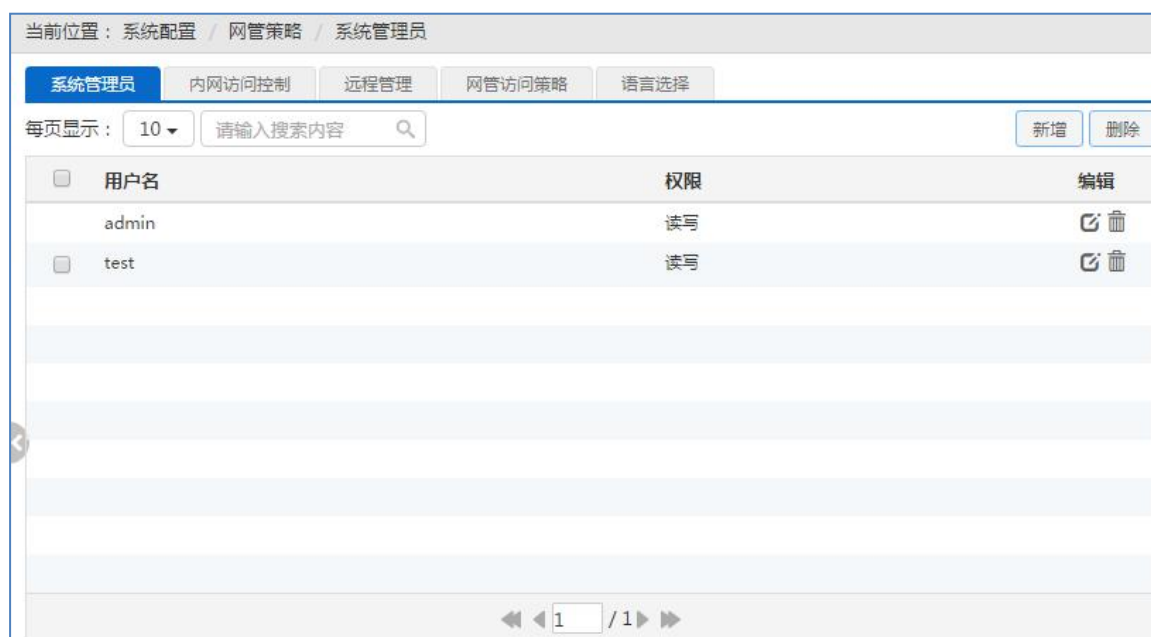 当前位置： 系统配置 / 网管策略 / 系统管理员
系统管理员 内网访问控制 远程管理 网管访问策略 语言选择
每页显示： 10 请输入搜索内容 新增 删除
用户名 权限 编辑
admin 读写
test 读写
1 / 1